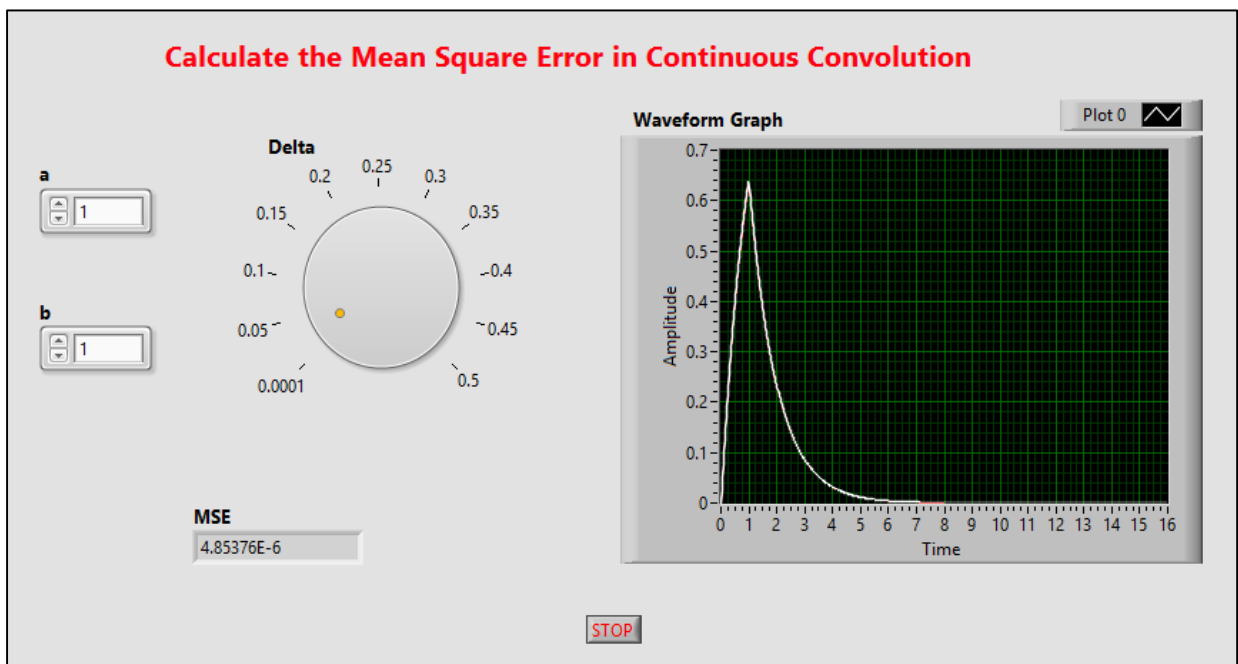 Calculate the Mean Square Error in Continuous Convolution
a
1
b
1
Delta
0.0001
0.05
0.1
0.15
0.2
0.25
0.3
0.35
0.4
0.45
0.5
MSE
4.85376E-6
Waveform Graph
Plot 0
Amplitude
0.7
0.6
0.5
0.4
0.3
0.2
0.1
0
0 1 2 3 4 5 6 7 8 9 10 11 12 13 14 15 16
Time
STOP